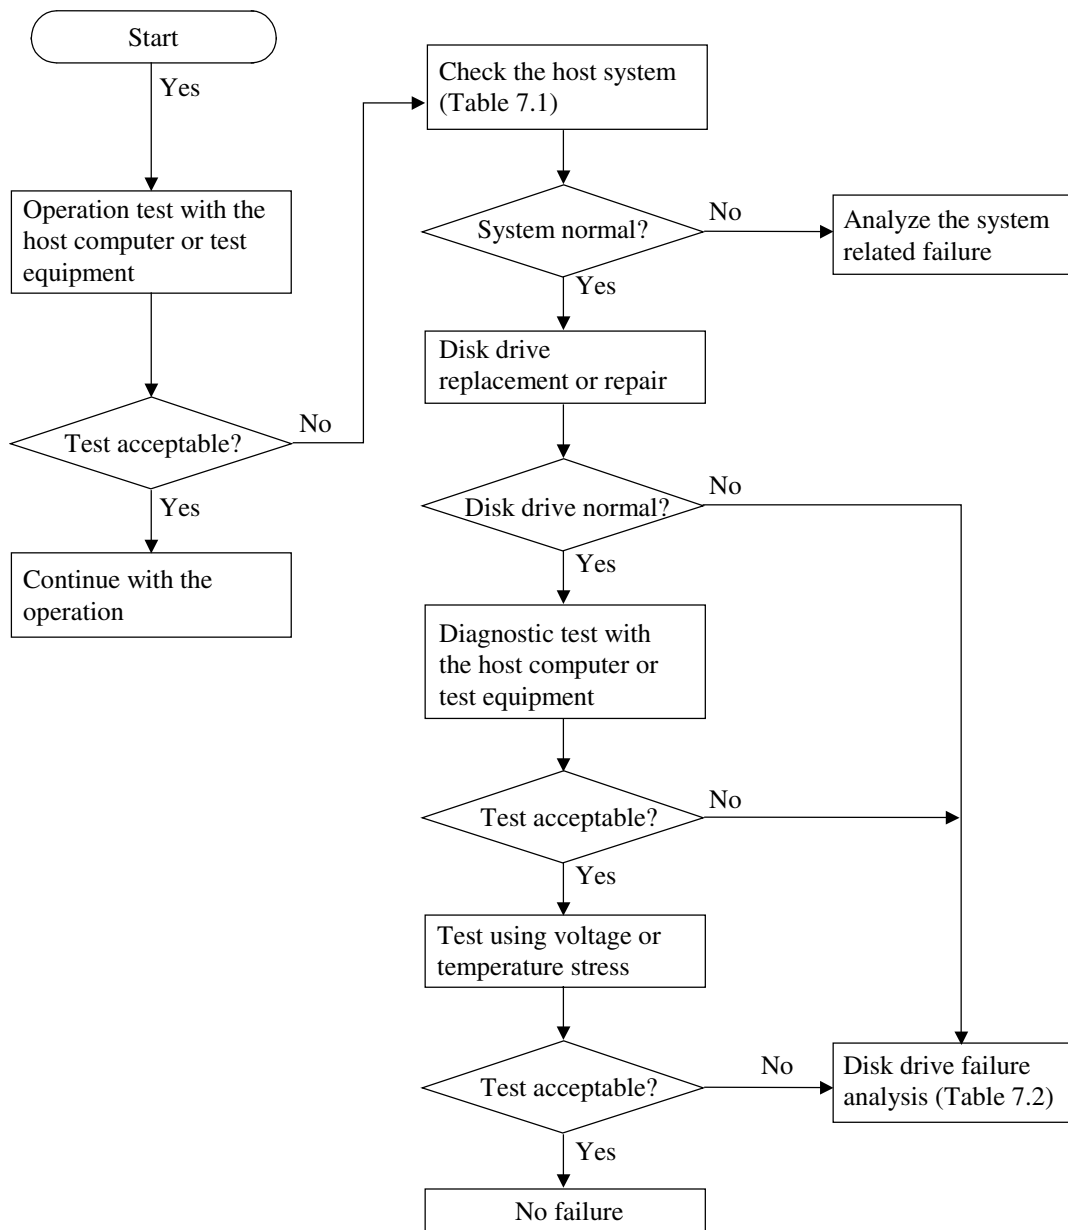 Start
Yes
Operation test with the
host computer or test
equipment
Test acceptable?
No
Yes
Continue with the
operation
Check the host system
(Table 7.1)
System normal?
No
Analyze the system
related failure
Yes
Disk drive
replacement or repair
Disk drive normal?
No
Yes
Diagnostic test with
the host computer or
test equipment
Test acceptable?
No
Yes
Test using voltage or
temperature stress
Test acceptable?
No
Disk drive failure
analysis (Table 7.2)
Yes
No failure